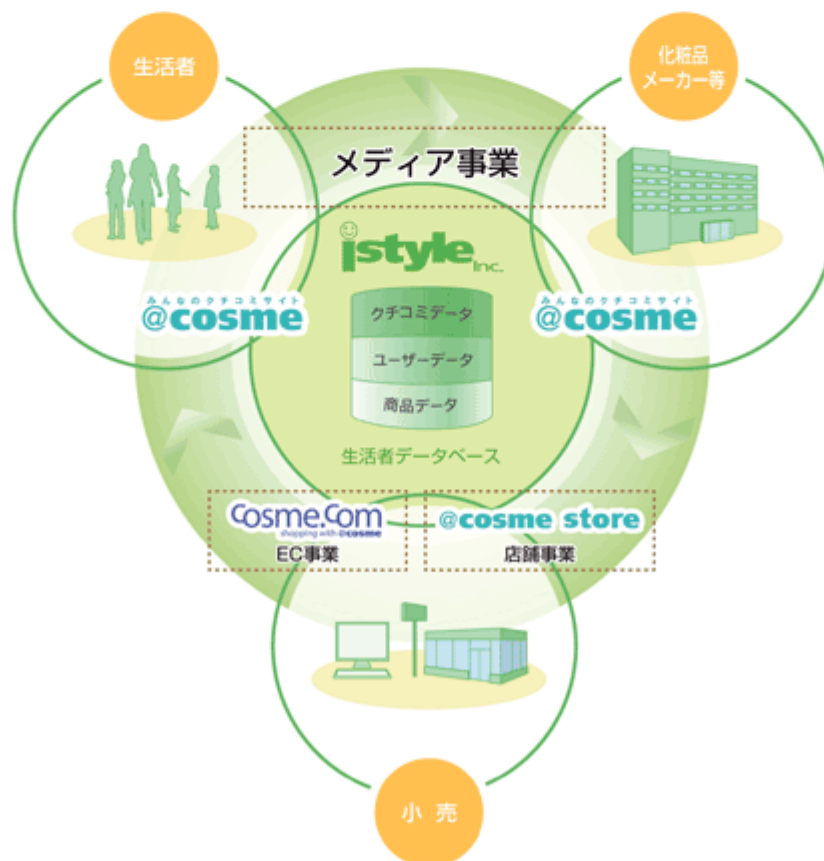 生活者
化粧品
メーカー等
メディア事業
istyle Inc.
みんなのクチコミサイト
@cosme
みんなのクチコミサイト
@cosme
クチコミデータ
ユーザーデータ
商品データ
生活者データベース
Cosme.Com
shopping with @cosme
EC事業
@cosme store
店舗事業
小売